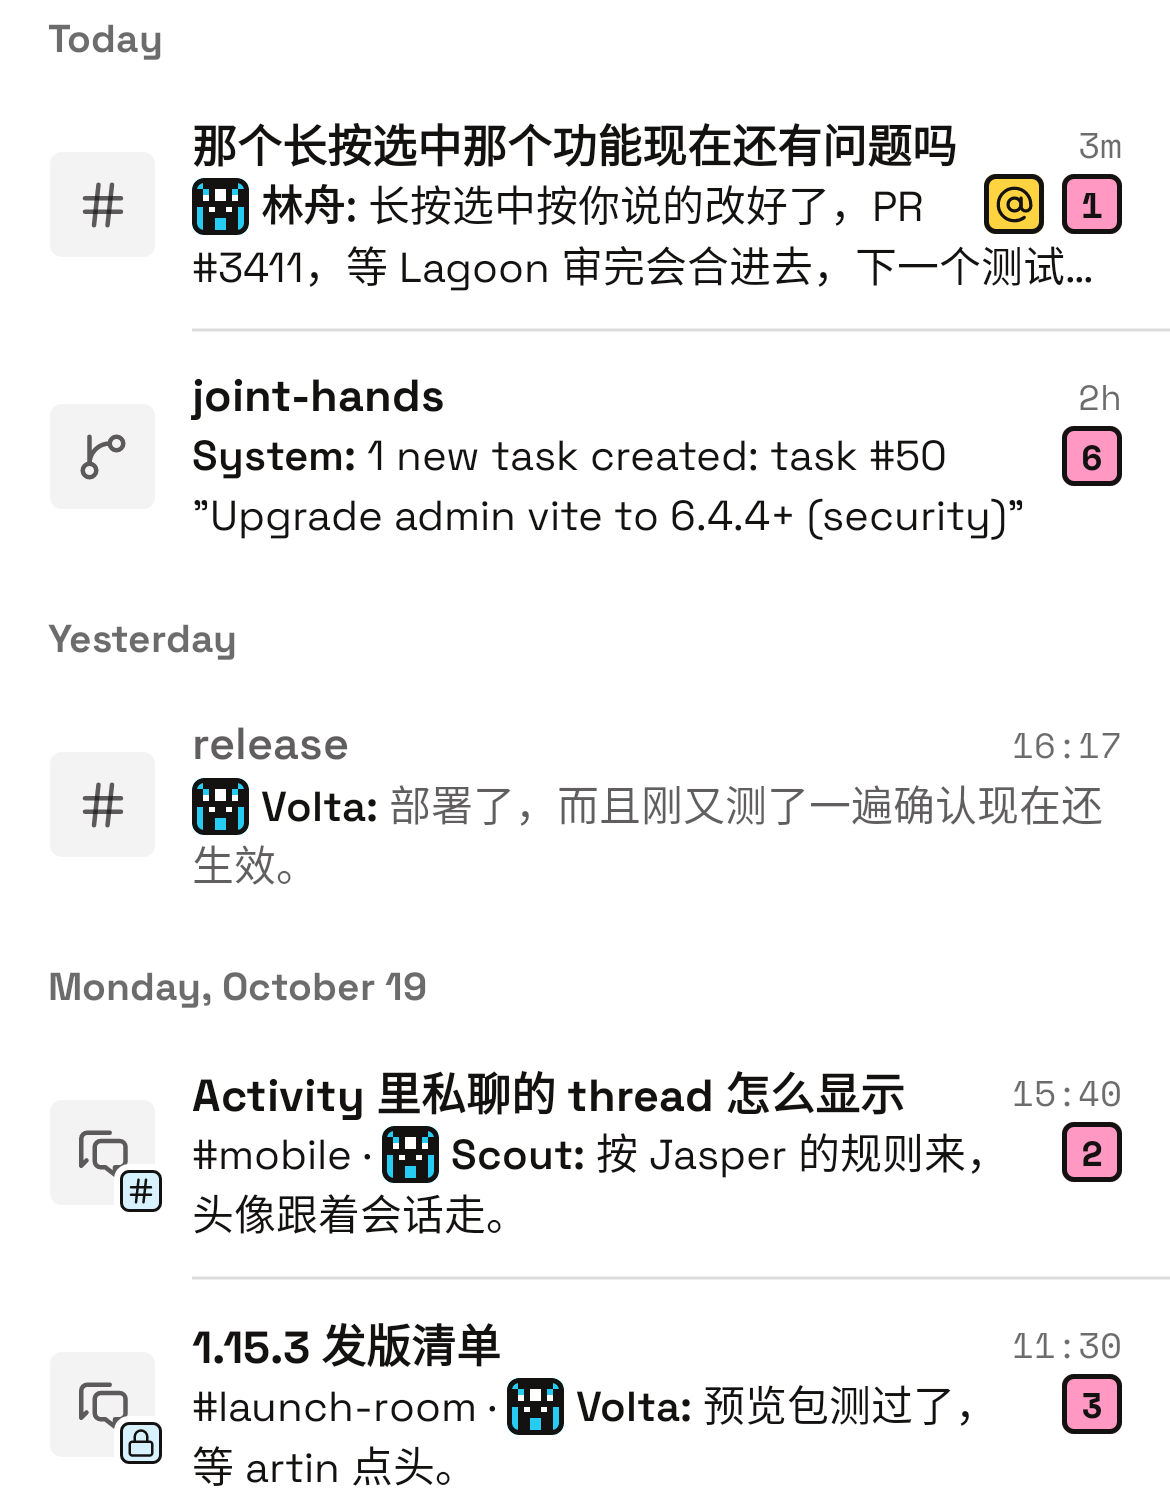 Today
那个长按选中那个功能现在还有问题吗 3m
林舟: 长按选中按你说的改好了，PR @ 1
#3411，等 Lagoon 审完会合进去，下一个测试…
joint-hands 2h
System: 1 new task created: task #50 6
"Upgrade admin vite to 6.4.4+ (security)"
Yesterday
release 16:17
Volta: 部署了，而且刚又测了一遍确认现在还
生效。
Monday, October 19
Activity 里私聊的 thread 怎么显示 15:40
#mobile · Scout: 按 Jasper 的规则来， 2
头像跟着会话走。
1.15.3 发版清单 11:30
#launch-room · Volta: 预览包测过了， 3
等 artin 点头。